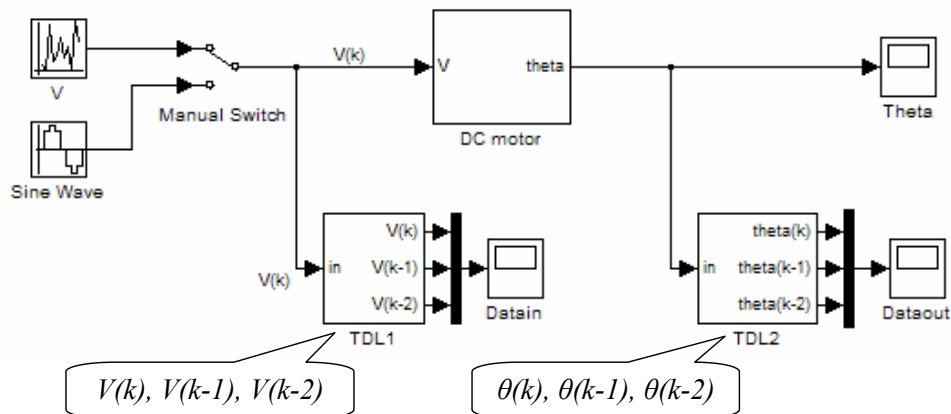 V
Sine Wave
Manual Switch
V(k)
V
theta
DC motor
Theta
V(k)
in
V(k)
V(k-1)
V(k-2)
TDL1
Datain
in
theta(k)
theta(k-1)
theta(k-2)
TDL2
Dataout
V(k), V(k-1), V(k-2)
θ(k), θ(k-1), θ(k-2)